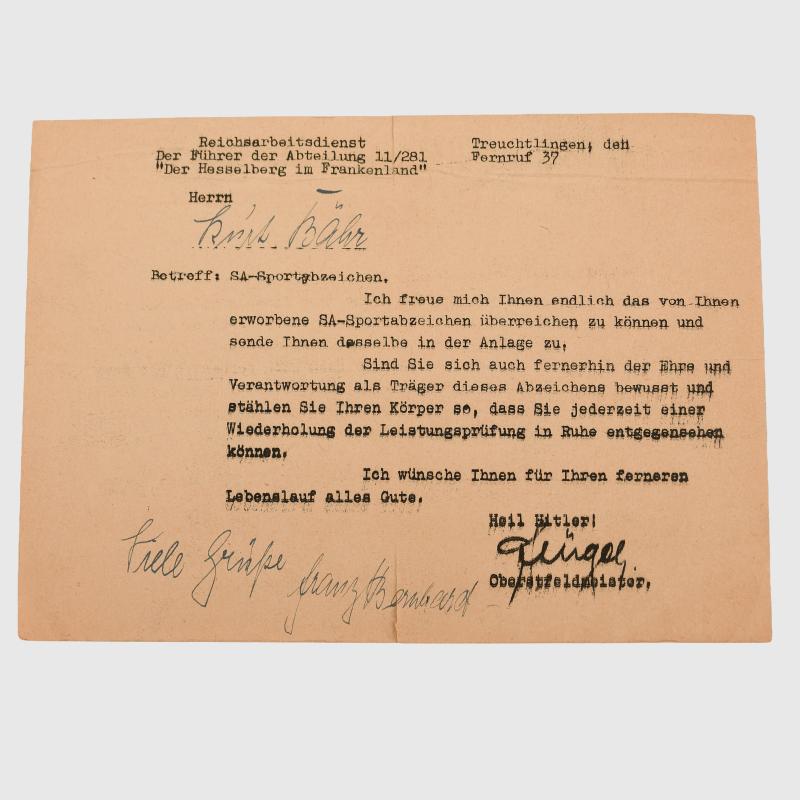 Reichsarbeitsdienst
Der Führer der Abteilung 11/281
"Der Hesselberg im Frankenland"
Treuchtlingen, den
Fernruf 37
Herrn
Kurt Bähr
Betreff: SA-Sportabzeichen.
Ich freue mich Ihnen endlich das von Ihnen
erworbene SA-Sportabzeichen überreichen zu können und
sende Ihnen dasselbe in der Anlage zu.
Sind Sie sich auch fernerhin der Ehre und
Verantwortung als Träger dieses Abzeichens bewusst und
stählen Sie Ihren Körper so, dass Sie jederzeit einer
Wiederholung der Leistungsprüfung in Ruhe entgegensehen
können.
Ich wünsche Ihnen für Ihren ferneren
Lebenslauf alles Gute.
Heil Hitler!
Oberstfeldmeister.
Viele Grüße Franz Bernhard